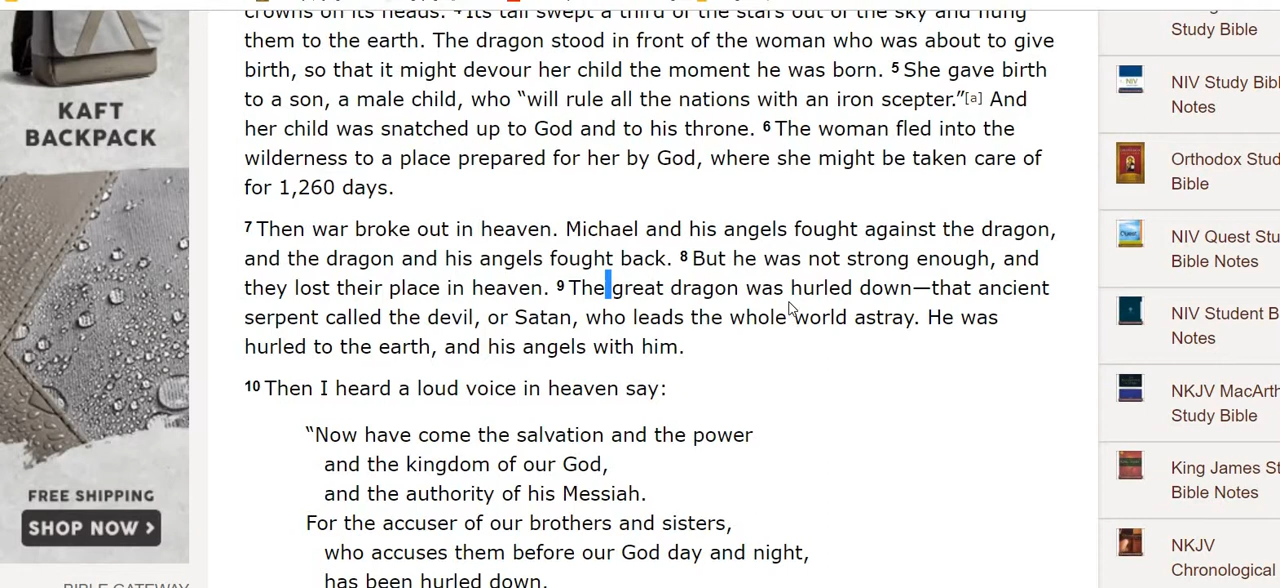 crowns on its heads. 4 Its tail swept a third of the stars out of the sky and flung
them to the earth. The dragon stood in front of the woman who was about to give
birth, so that it might devour her child the moment he was born. 5 She gave birth
to a son, a male child, who “will rule all the nations with an iron scepter.”[a] And
her child was snatched up to God and to his throne. 6 The woman fled into the
wilderness to a place prepared for her by God, where she might be taken care of
for 1,260 days.
7 Then war broke out in heaven. Michael and his angels fought against the dragon,
and the dragon and his angels fought back. 8 But he was not strong enough, and
they lost their place in heaven. 9 The great dragon was hurled down—that ancient
serpent called the devil, or Satan, who leads the whole world astray. He was
hurled to the earth, and his angels with him.
10 Then I heard a loud voice in heaven say:
“Now have come the salvation and the power
and the kingdom of our God,
and the authority of his Messiah.
For the accuser of our brothers and sisters,
who accuses them before our God day and night,
has been hurled down.
KAFT
BACKPACK
FREE SHIPPING
SHOP NOW >
BIBLE GATEWAY
Study Bible
NIV Study Bibl
Notes
Orthodox Stud
Bible
NIV Quest Stu
Bible Notes
NIV Student B
Notes
NKJV MacArth
Study Bible
King James St
Bible Notes
NKJV
Chronological